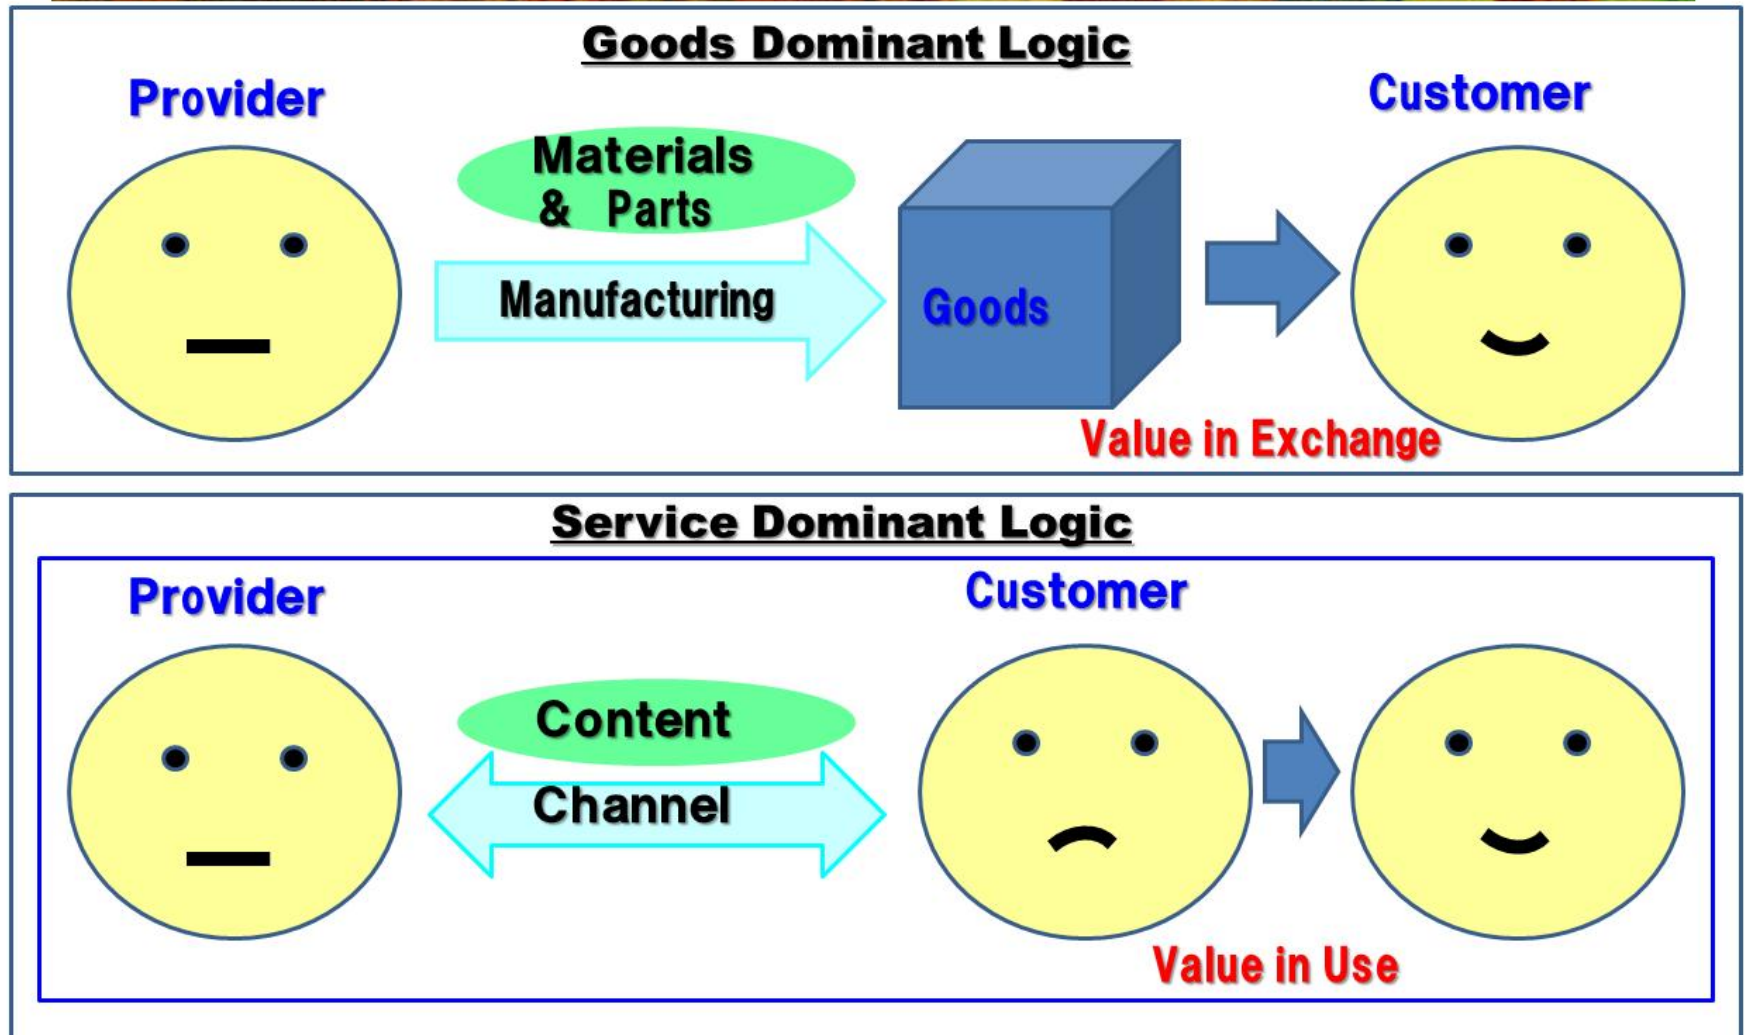 Goods Dominant Logic
Provider
Customer
Materials
& Parts
Manufacturing
Goods
Value in Exchange
Service Dominant Logic
Provider
Customer
Content
Channel
Value in Use